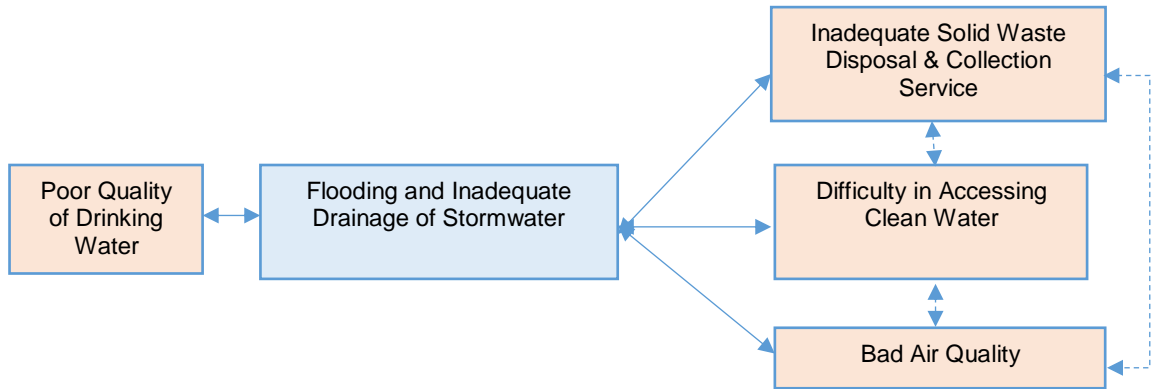 Inadequate Solid Waste
Disposal & Collection
Service
Poor Quality
of Drinking
Water
Flooding and Inadequate
Drainage of Stormwater
Difficulty in Accessing
Clean Water
Bad Air Quality